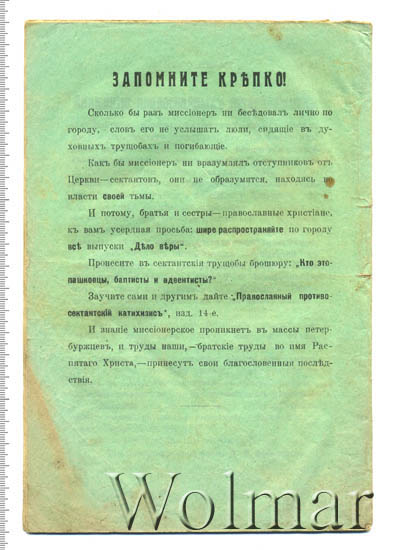 ЗАПОМНИТЕ КРѢПКО!
Сколько бы разъ миссіонеръ ни бесѣдовалъ лично по
городу, словъ его не услышатъ люди, сидящіе въ ду-
ховныхъ трущобахъ и погибающіе.
Какъ бы миссіонеръ ни вразумлялъ отступниковъ отъ
Церкви—сектантовъ, они не образумятся, находясь во
власти своей тьмы.
И потому, братья и сестры—православные христіане,
къ вамъ усердная просьба: шире распространяйте по городу
всѣ выпуски „Дѣло вѣры“.
Пронесите въ сектантскія трущобы брошюру: „Кто это-
пашковцы, баптисты и адвентисты?“
Заучите сами и другимъ дайте „Православный противо-
сектантскій катихизисъ“, изд. 14-е.
И знаніе миссіонерское проникнетъ въ массы петер-
буржцевъ, и труды наши,—братскіе труды во имя Рас-
пятаго Христа,—принесутъ свои благословенныя послѣд-
ствія.
Wolmar